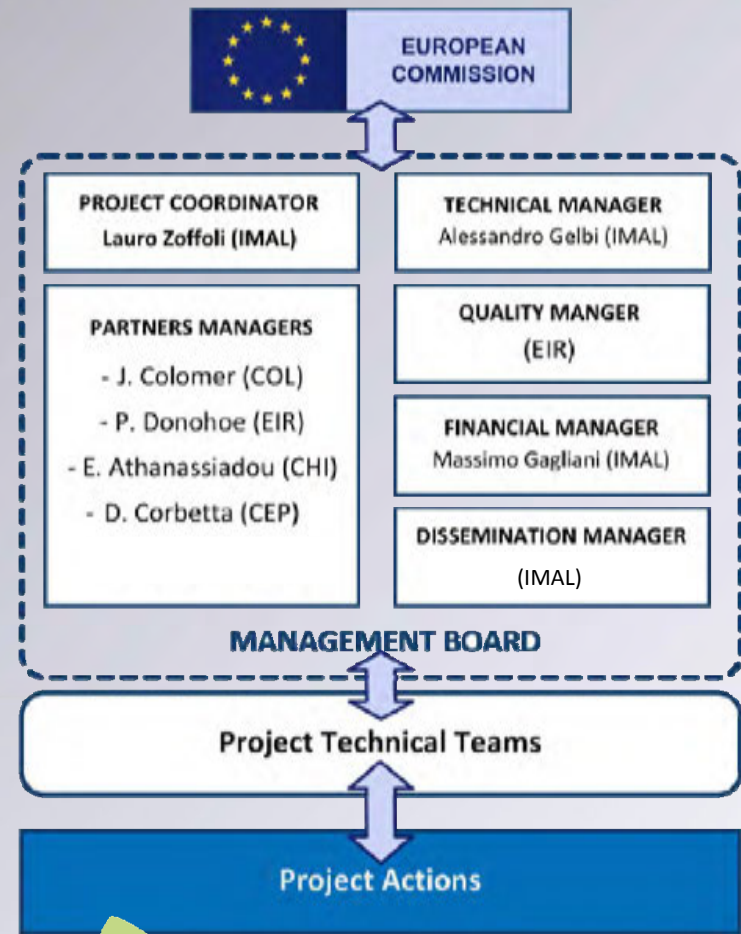 EUROPEAN
COMMISSION
PROJECT COORDINATOR
Lauro Zoffoli (IMAL)
PARTNERS MANAGERS
- J. Colomer (COL)
- P. Donohoe (EIR)
- E. Athanassiadou (CHI)
- D. Corbetta (CEP)
TECHNICAL MANAGER
Alessandro Gelbi (IMAL)
QUALITY MANGER
(EIR)
FINANCIAL MANAGER
Massimo Gagliani (IMAL)
DISSEMINATION MANAGER
(IMAL)
MANAGEMENT BOARD
Project Technical Teams
Project Actions